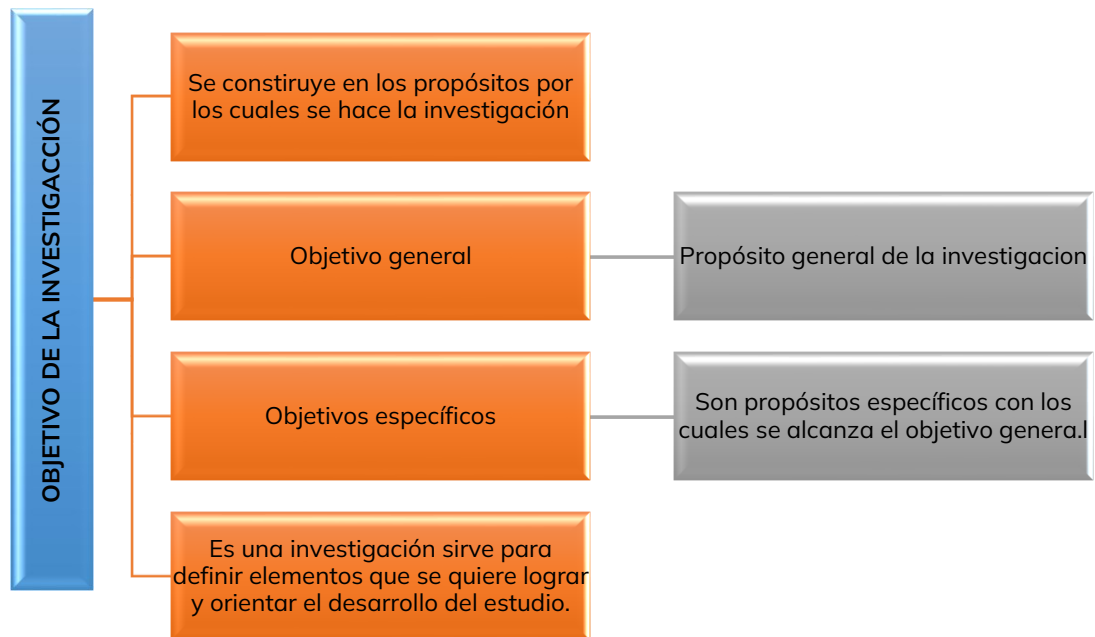 OBJETIVO DE LA INVESTIGACCIÓN
Se construye en los propósitos por
los cuales se hace la investigación
Objetivo general
Propósito general de la investigacion
Objetivos específicos
Son propósitos específicos con los
cuales se alcanza el objetivo genera.l
Es una investigación sirve para
definir elementos que se quiere lograr
y orientar el desarrollo del estudio.